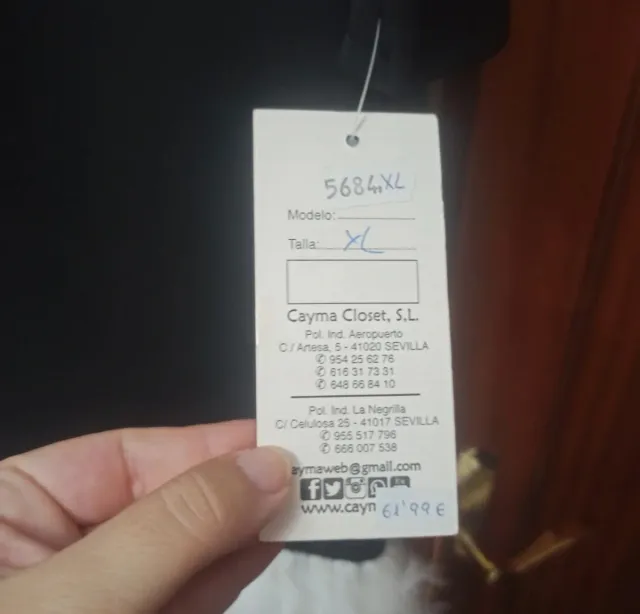 5684 XL
Modelo:
Talla: XL
Cayma Closet, S.L.
Pol. Ind. Aeropuerto
C./ Artesa, 5 - 41020 SEVILLA
✆ 954 25 62 76
✆ 616 31 73 31
✆ 648 66 84 10
Pol. Ind. La Negrilla
C/ Celulosa 25 - 41017 SEVILLA
✆ 955 517 796
✆ 666 007 538
aymaweb@gmail.com
www.cayn
61'99 €